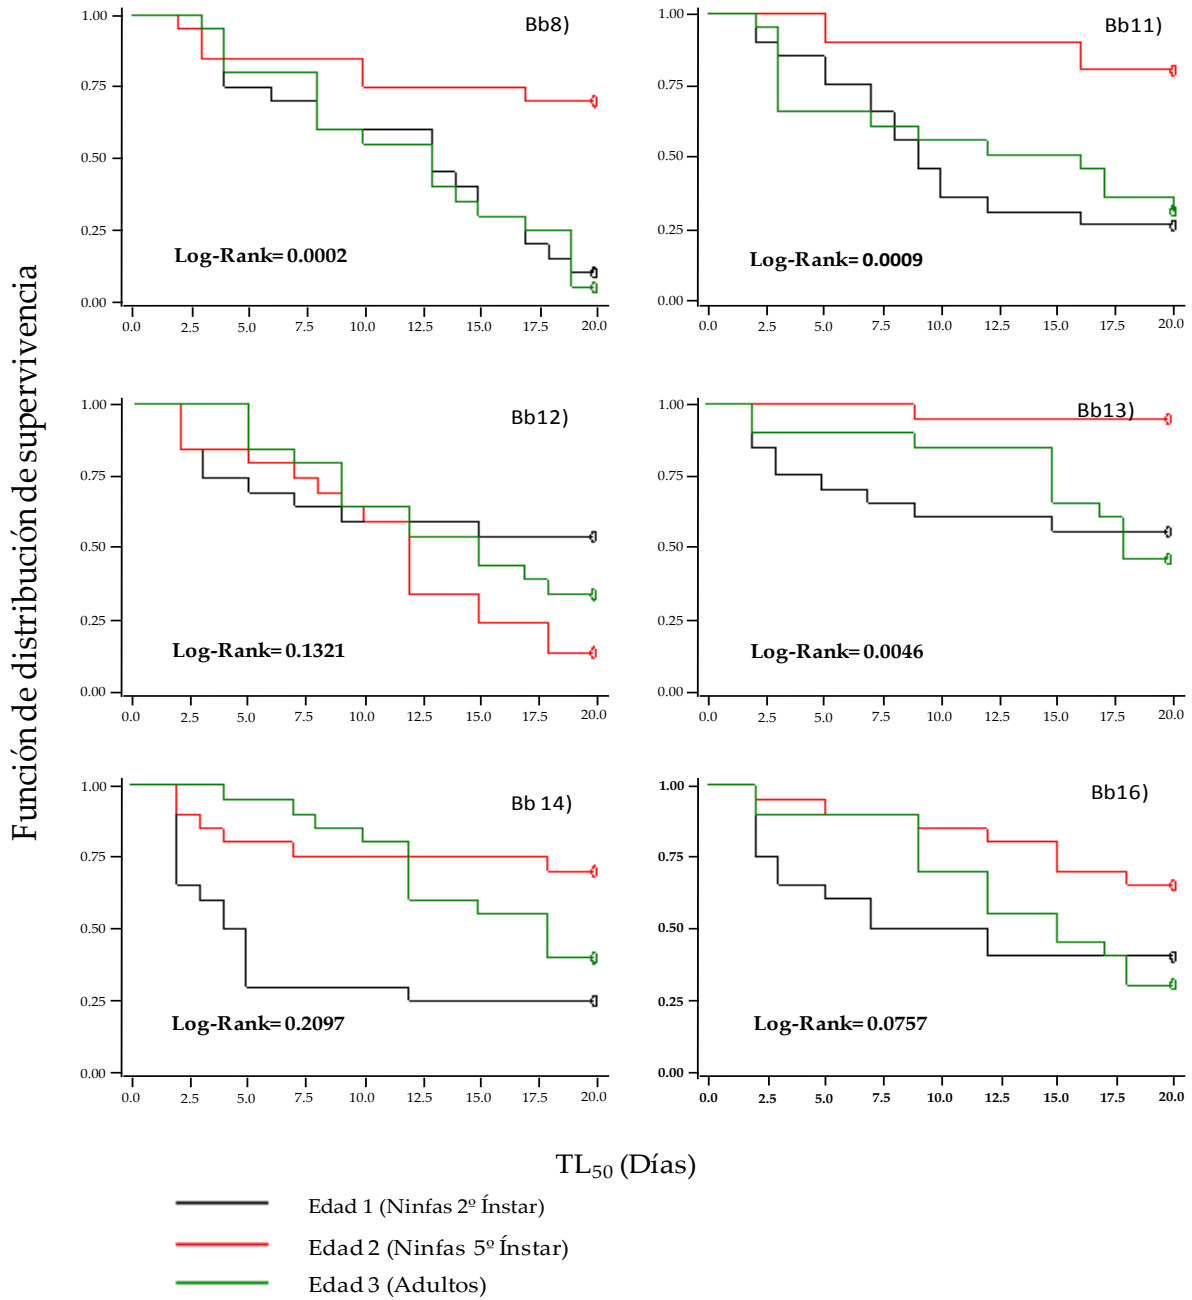 Función de distribución de supervivencia
Bb8)
1.00
0.75
0.50
0.25
0.00
Log-Rank= 0.0002
0.0 2.5 5.0 7.5 10.0 12.5 15.0 17.5 20.0
Bb11)
1.00
0.75
0.50
0.25
0.00
Log-Rank= 0.0009
0.0 2.5 5.0 7.5 10.0 12.5 15.0 17.5 20.0
Bb12)
1.00
0.75
0.50
0.25
0.00
Log-Rank= 0.1321
0.0 2.5 5.0 7.5 10.0 12.5 15.0 17.5 20.0
Bb13)
1.00
0.75
0.50
0.25
0.00
Log-Rank= 0.0046
0.0 2.5 5.0 7.5 10.0 12.5 15.0 17.5 20.0
Bb 14)
1.00
0.75
0.50
0.25
0.00
Log-Rank= 0.2097
0.0 2.5 5.0 7.5 10.0 12.5 15.0 17.5 20.0
Bb16)
1.00
0.75
0.50
0.25
0.00
Log-Rank= 0.0757
0.0 2.5 5.0 7.5 10.0 12.5 15.0 17.5 20.0
TL50 (Días)
Edad 1 (Ninfas 2º Ínstar)
Edad 2 (Ninfas 5º Ínstar)
Edad 3 (Adultos)